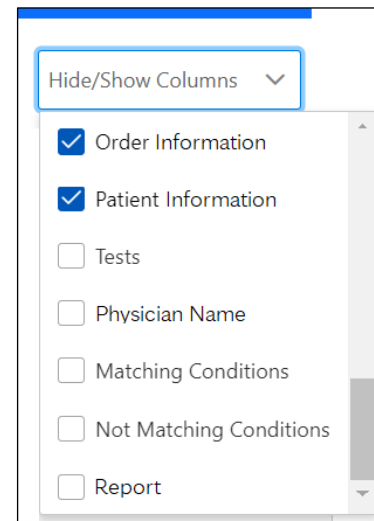 Hide/Show Columns
Order Information
Patient Information
Tests
Physician Name
Matching Conditions
Not Matching Conditions
Report